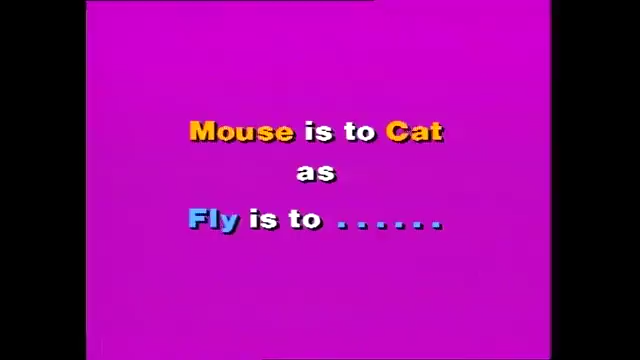 Mouse is to Cat
as
Fly is to ......